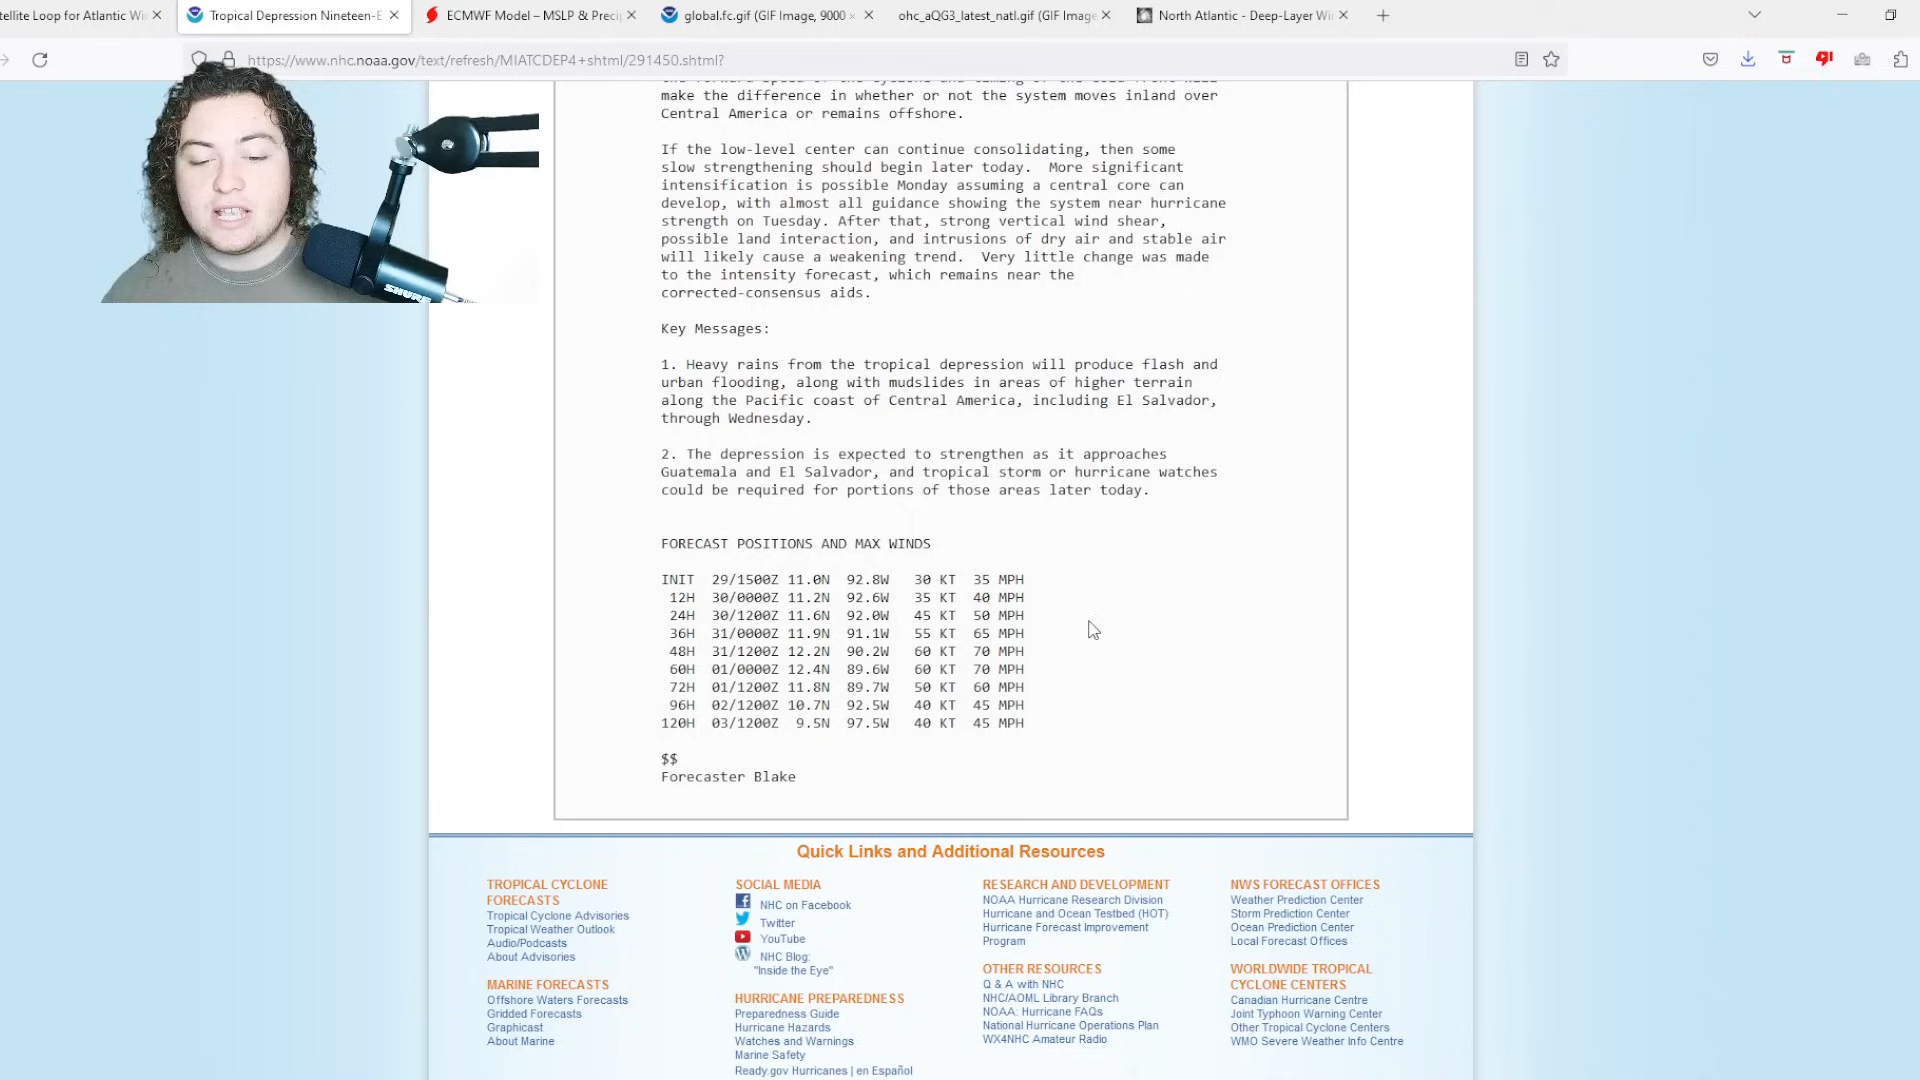 tellite Loop for Atlantic Wi
Tropical Depression Nineteen-E
ECMWF Model – MSLP & Precip
global.fc.gif (GIF Image, 9000 ×
ohc_aQG3_latest_natl.gif (GIF Image
North Atlantic - Deep-Layer Wi
https://www.nhc.noaa.gov/text/refresh/MIATCDEP4+shtml/291450.shtml?
make the difference in whether or not the system moves inland over
Central America or remains offshore.
If the low-level center can continue consolidating, then some
slow strengthening should begin later today.  More significant
intensification is possible Monday assuming a central core can
develop, with almost all guidance showing the system near hurricane
strength on Tuesday. After that, strong vertical wind shear,
possible land interaction, and intrusions of dry air and stable air
will likely cause a weakening trend.  Very little change was made
to the intensity forecast, which remains near the
corrected-consensus aids.
Key Messages:
1. Heavy rains from the tropical depression will produce flash and
urban flooding, along with mudslides in areas of higher terrain
along the Pacific coast of Central America, including El Salvador,
through Wednesday.
2. The depression is expected to strengthen as it approaches
Guatemala and El Salvador, and tropical storm or hurricane watches
could be required for portions of those areas later today.
FORECAST POSITIONS AND MAX WINDS
INIT  29/1500Z 11.0N  92.8W   30 KT  35 MPH
12H  30/0000Z 11.2N  92.6W   35 KT  40 MPH
24H  30/1200Z 11.6N  92.0W   45 KT  50 MPH
36H  31/0000Z 11.9N  91.1W   55 KT  65 MPH
48H  31/1200Z 12.2N  90.2W   60 KT  70 MPH
60H  01/0000Z 12.4N  89.6W   60 KT  70 MPH
72H  01/1200Z 11.8N  89.7W   50 KT  60 MPH
96H  02/1200Z 10.7N  92.5W   40 KT  45 MPH
120H  03/1200Z  9.5N  97.5W   40 KT  45 MPH
$$
Forecaster Blake
SHURE
Quick Links and Additional Resources
TROPICAL CYCLONE
FORECASTS
Tropical Cyclone Advisories
Tropical Weather Outlook
Audio/Podcasts
About Advisories
MARINE FORECASTS
Offshore Waters Forecasts
Gridded Forecasts
Graphicast
About Marine
SOCIAL MEDIA
NHC on Facebook
Twitter
YouTube
NHC Blog:
"Inside the Eye"
HURRICANE PREPAREDNESS
Preparedness Guide
Hurricane Hazards
Watches and Warnings
Marine Safety
Ready.gov Hurricanes | en Español
RESEARCH AND DEVELOPMENT
NOAA Hurricane Research Division
Hurricane and Ocean Testbed (HOT)
Hurricane Forecast Improvement
Program
OTHER RESOURCES
Q & A with NHC
NHC/AOML Library Branch
NOAA: Hurricane FAQs
National Hurricane Operations Plan
WX4NHC Amateur Radio
NWS FORECAST OFFICES
Weather Prediction Center
Storm Prediction Center
Ocean Prediction Center
Local Forecast Offices
WORLDWIDE TROPICAL
CYCLONE CENTERS
Canadian Hurricane Centre
Joint Typhoon Warning Center
Other Tropical Cyclone Centers
WMO Severe Weather Info Centre